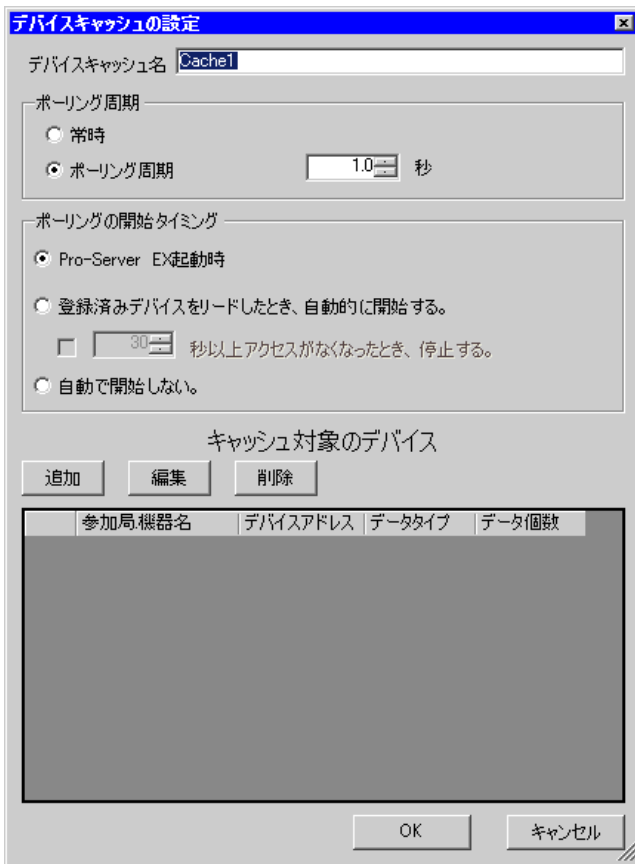 デバイスキャッシュの設定
デバイスキャッシュ名 Cache1
ポーリング周期
常時
ポーリング周期 1.0 秒
ポーリングの開始タイミング
Pro-Server EX起動時
登録済みデバイスをリードしたとき、自動的に開始する。
30 秒以上アクセスがなくなったとき、停止する。
自動で開始しない。
キャッシュ対象のデバイス
追加 編集 削除
参加局.機器名 デバイスアドレス データタイプ データ個数
OK キャンセル